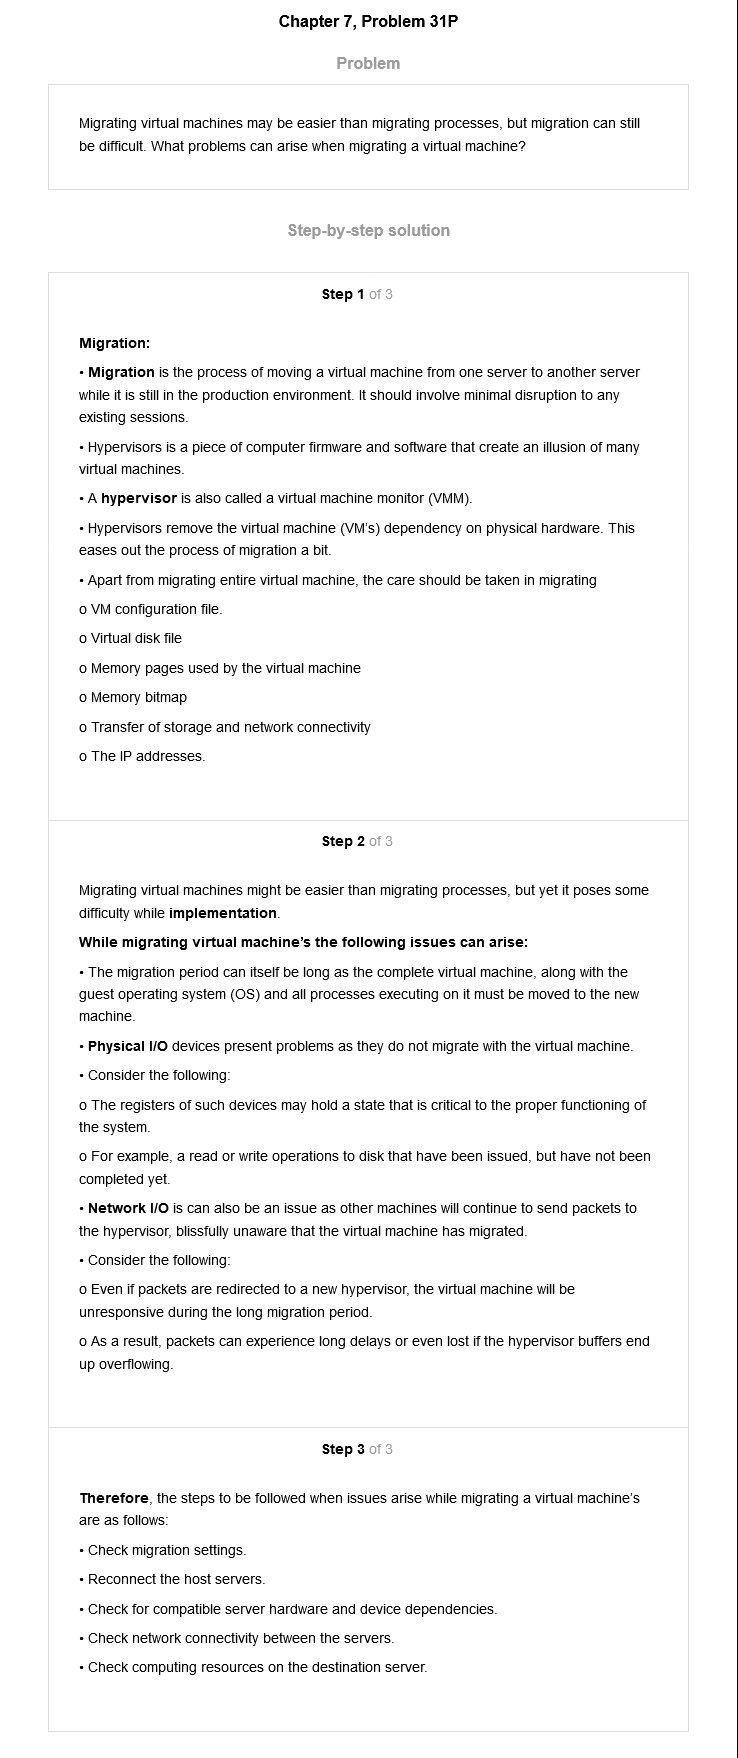 Chapter 7, Problem 31P
Problem
Migrating virtual machines may be easier than migrating processes, but migration can still
be difficult. What problems can arise when migrating a virtual machine?
Step-by-step solution
Step 1 of 3
Migration:
• Migration is the process of moving a virtual machine from one server to another server
while it is still in the production environment. It should involve minimal disruption to any
existing sessions.
• Hypervisors is a piece of computer firmware and software that create an illusion of many
virtual machines.
• A hypervisor is also called a virtual machine monitor (VMM).
• Hypervisors remove the virtual machine (VM's) dependency on physical hardware. This
eases out the process of migration a bit.
• Apart from migrating entire virtual machine, the care should be taken in migrating
o VM configuration file.
o Virtual disk file
o Memory pages used by the virtual machine
o Memory bitmap
o Transfer of storage and network connectivity
o The IP addresses.
Step 2 of 3
Migrating virtual machines might be easier than migrating processes, but yet it poses some
difficulty while implementation.
While migrating virtual machine's the following issues can arise:
• The migration period can itself be long as the complete virtual machine, along with the
guest operating system (OS) and all processes executing on it must be moved to the new
machine.
• Physical I/O devices present problems as they do not migrate with the virtual machine.
• Consider the following:
o The registers of such devices may hold a state that is critical to the proper functioning of
the system.
o For example, a read or write operations to disk that have been issued, but have not been
completed yet.
• Network I/O is can also be an issue as other machines will continue to send packets to
the hypervisor, blissfully unaware that the virtual machine has migrated.
• Consider the following:
o Even if packets are redirected to a new hypervisor, the virtual machine will be
unresponsive during the long migration period.
o As a result, packets can experience long delays or even lost if the hypervisor buffers end
up overflowing.
Step 3 of 3
Therefore, the steps to be followed when issues arise while migrating a virtual machine's
are as follows:
• Check migration settings.
• Reconnect the host servers.
• Check for compatible server hardware and device dependencies.
• Check network connectivity between the servers.
• Check computing resources on the destination server.